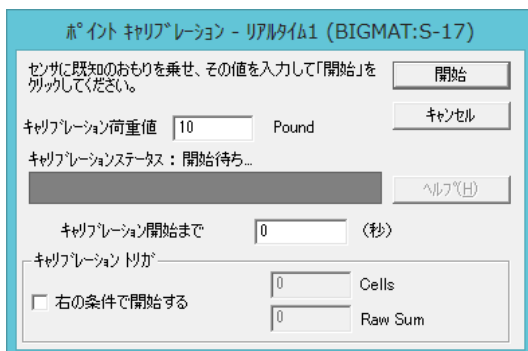 ポイント キャリブレーション - リアルタイム1 (BIGMAT:S-17)
センサに既知のおもりを乗せ、その値を入力して「開始」を
クリックしてください。
開始
キャリブレーション荷重値 10 Pound
キャンセル
キャリブレーションステータス : 開始待ち...
ヘルプ(H)
キャリブレーション開始まで 0 (秒)
キャリブレーション トリガ
右の条件で開始する
0 Cells
0 Raw Sum